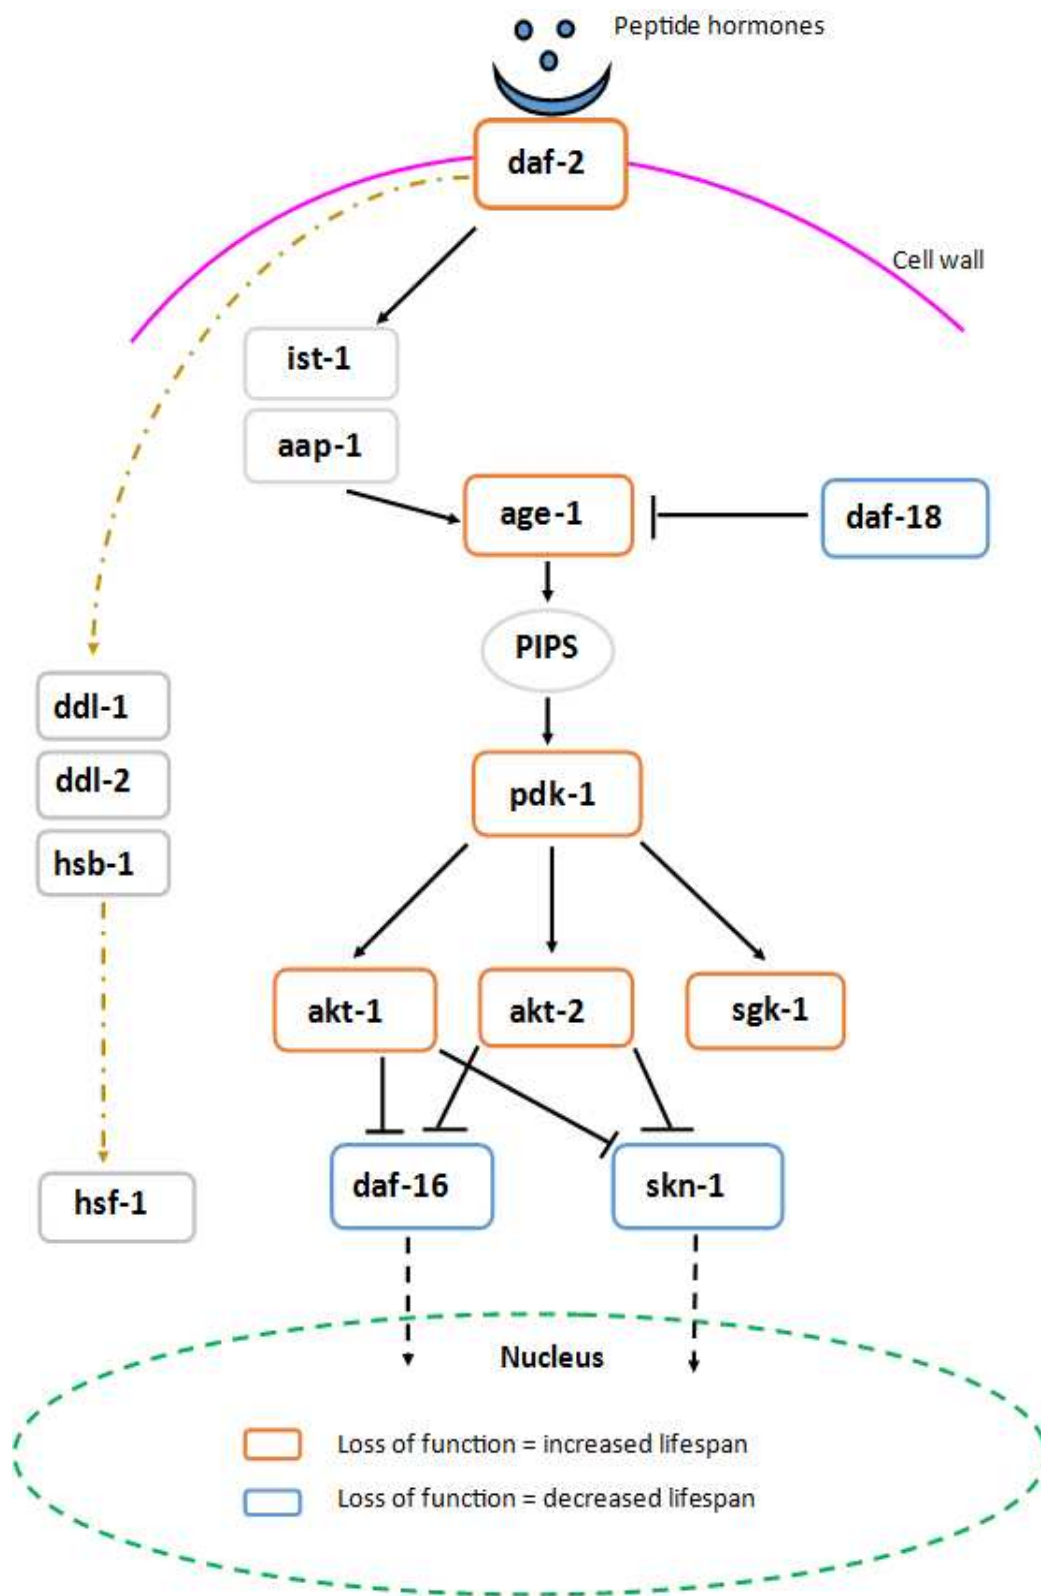 Peptide hormones
daf-2
Cell wall
ist-1
aap-1
age-1
daf-18
PIPS
ddl-1
ddl-2
hsb-1
pdk-1
akt-1
akt-2
sgk-1
hsf-1
daf-16
skn-1
Nucleus
Loss of function = increased lifespan
Loss of function = decreased lifespan